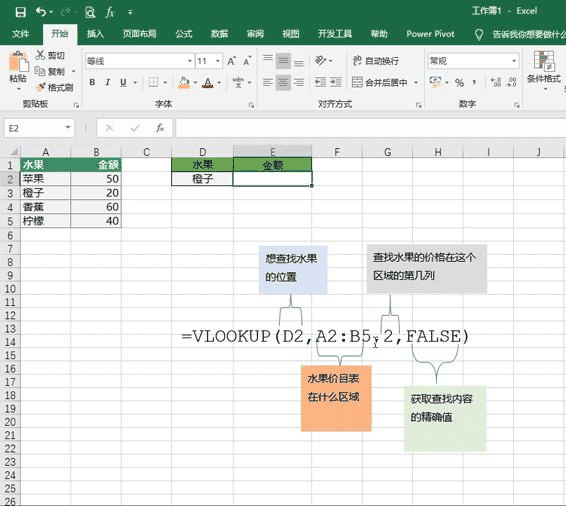 工作簿1 - Excel
文件 开始 插入 页面布局 公式 数据 审阅 视图 开发工具 帮助 Power Pivot 告诉我你想要做什么
粘贴 剪切 复制 格式刷
等线 11
自动换行
合并后居中
常规
条件格式
剪贴板 字体 对齐方式 数字
E2
A B C D E F G H I J
1 水果 金额 水果 金额
2 苹果 50 橙子
3 橙子 20
4 香蕉 60
5 柠檬 40
6
7
8
9
10
11
12
13
14
15
16
17
18
19
20
21
22
23
24
25
26
想查找水果
的位置
查找水果的价格在这个
区域的第几列
=VLOOKUP(D2,A2:B5,2,FALSE)
水果价目表
在什么区域
获取查找内容
的精确值